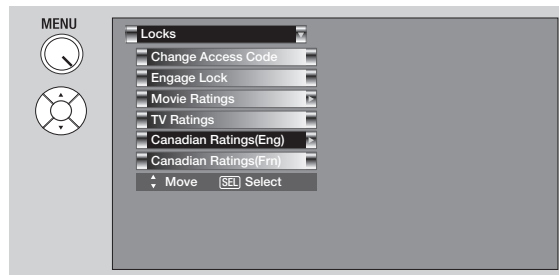 MENU
Locks
Change Access Code
Engage Lock
Movie Ratings
TV Ratings
Canadian Ratings(Eng)
Canadian Ratings(Frn)
Move SEL Select